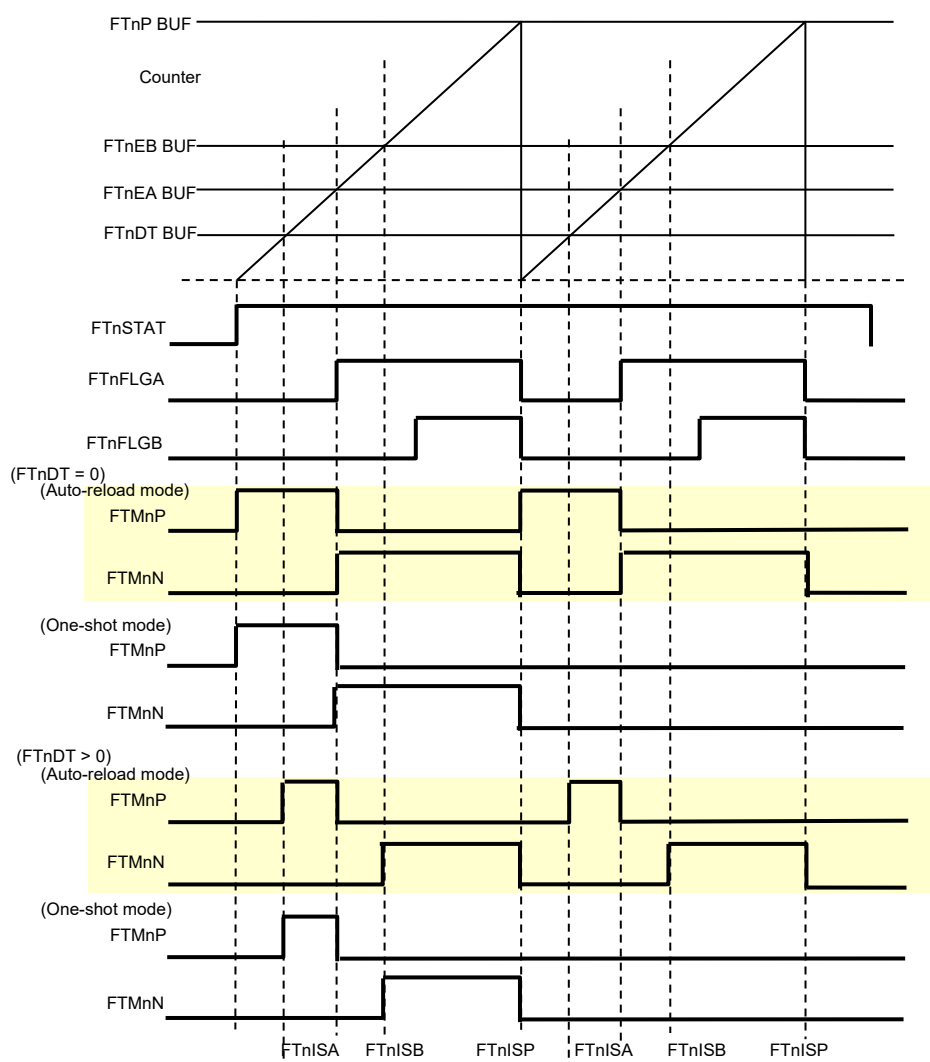 FTnP BUF
Counter
FTnEB BUF
FTnEA BUF
FTnDT BUF
FTnSTAT
FTnFLGA
FTnFLGB
(FTnDT = 0)
(Auto-reload mode)
FTMnP
FTMnN
(One-shot mode)
FTMnP
FTMnN
(FTnDT > 0)
(Auto-reload mode)
FTMnP
FTMnN
(One-shot mode)
FTMnP
FTMnN
FTnISA FTnISB FTnISP FTnISA FTnISB FTnISP